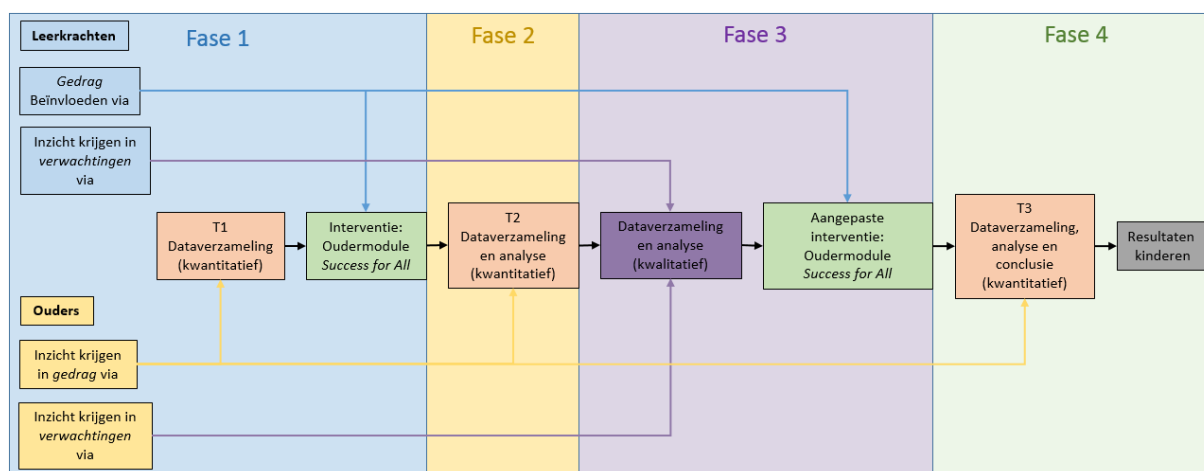 Leerkrachten
Fase 1
Fase 2
Fase 3
Fase 4
Gedrag
Beïnvloeden via
Inzicht krijgen in
verwachtingen
via
T1
Dataverzameling
(kwantitatief)
Interventie:
Oudermodule
Success for All
T2
Dataverzameling
en analyse
(kwantitatief)
Dataverzameling
en analyse
(kwalitatief)
Aangepaste
interventie:
Oudermodule
Success for All
T3
Dataverzameling,
analyse en
conclusie
(kwantitatief)
Resultaten
kinderen
Ouders
Inzicht krijgen
in gedrag via
Inzicht krijgen in
verwachtingen
via